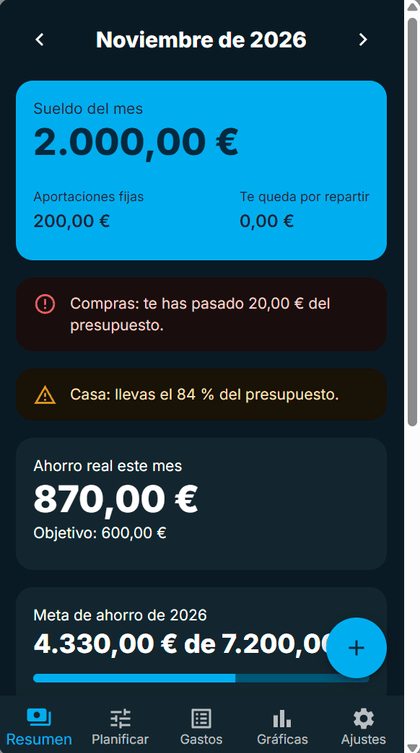 Noviembre de 2026
Sueldo del mes
2.000,00 €
Aportaciones fijas
Te queda por repartir
200,00 €
0,00 €
Compras: te has pasado 20,00 € del
presupuesto.
Casa: llevas el 84 % del presupuesto.
Ahorro real este mes
870,00 €
Objetivo: 600,00 €
Meta de ahorro de 2026
4.330,00 € de 7.200,0
Resumen
Planificar
Gastos
Gráficas
Ajustes